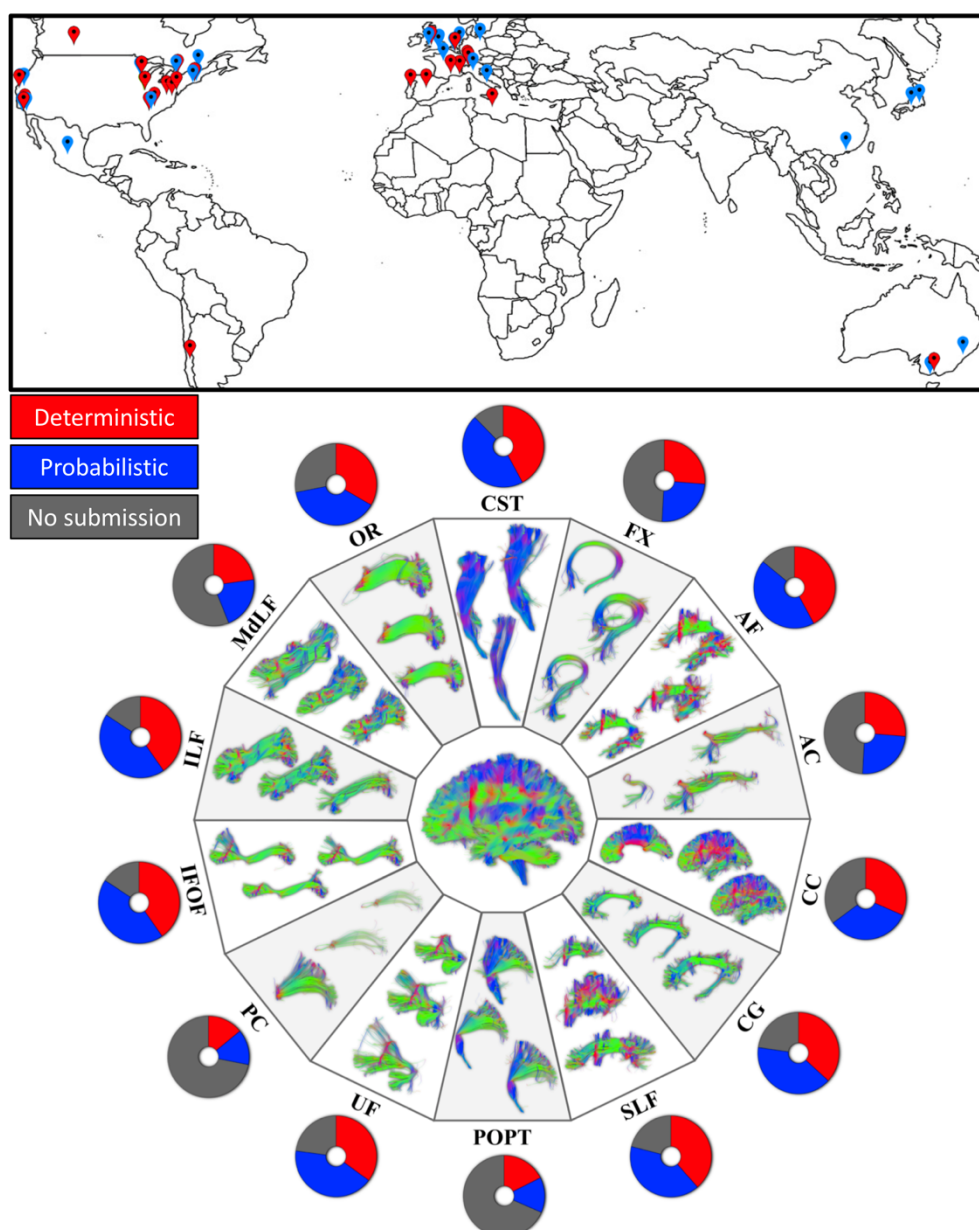 Deterministic
Probabilistic
No submission
CST
FX
AF
AC
CC
CG
SLF
POPT
UF
PC
IFOF
ILF
MdLF
OR